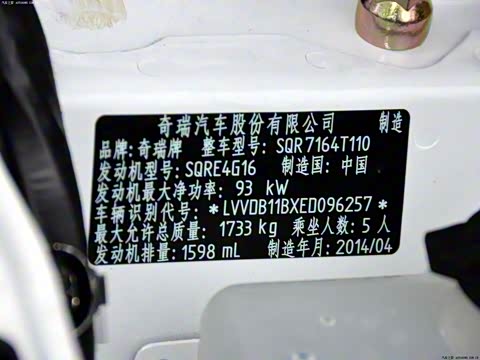 奇瑞汽车股份有限公司 制造
品牌: 奇瑞牌 整车型号: SQR7164T110
发动机型号: SQRE4G16 制造国: 中国
发动机最大净功率: 93 kW
车辆识别代号: *LVVDB11BXED096257*
最大允许总质量: 1733 kg 乘坐人数: 5 人
发动机排量: 1598 mL 制造年月: 2014/04